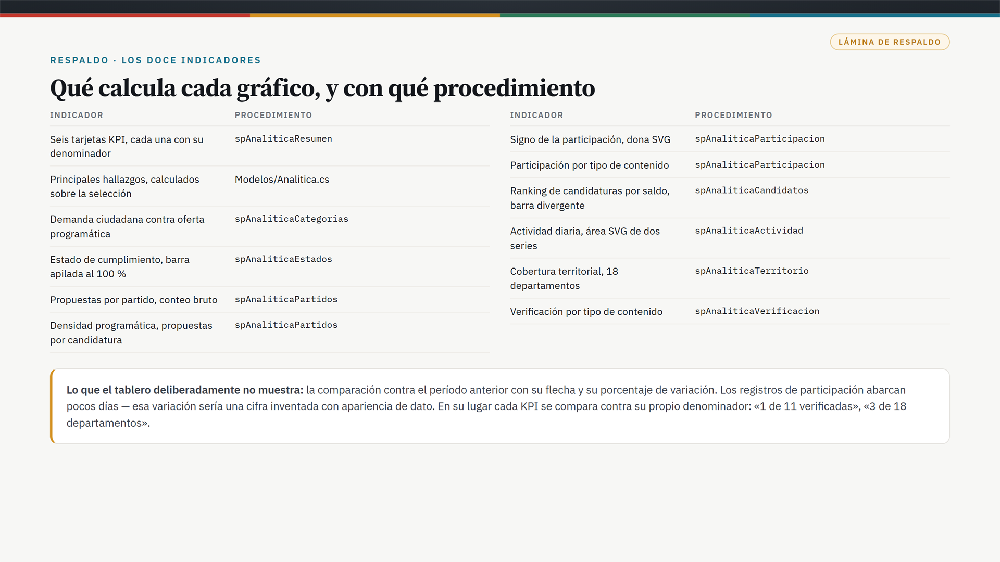 LÁMINA DE RESPALDO
RESPALDO · LOS DOCE INDICADORES
Qué calcula cada gráfico, y con qué procedimiento
INDICADOR PROCEDIMIENTO
Seis tarjetas KPI, cada una con su spAnaliticaResumen
denominador
Principales hallazgos, calculados Modelos/Analitica.cs
sobre la selección
Demanda ciudadana contra oferta spAnaliticaCategorias
programática
Estado de cumplimiento, barra spAnaliticaEstados
apilada al 100 %
Propuestas por partido, conteo bruto spAnaliticaPartidos
Densidad programática, propuestas spAnaliticaPartidos
por candidatura
INDICADOR PROCEDIMIENTO
Signo de la participación, dona SVG spAnaliticaParticipacion
Participación por tipo de contenido spAnaliticaParticipacion
Ranking de candidaturas por saldo, spAnaliticaCandidatos
barra divergente
Actividad diaria, área SVG de dos spAnaliticaActividad
series
Cobertura territorial, 18 spAnaliticaTerritorio
departamentos
Verificación por tipo de contenido spAnaliticaVerificacion
Lo que el tablero deliberadamente no muestra: la comparación contra el período anterior con su flecha y su porcentaje de variación. Los registros de participación abarcan
pocos días — esa variación sería una cifra inventada con apariencia de dato. En su lugar cada KPI se compara contra su propio denominador: «1 de 11 verificadas», «3 de 18
departamentos».